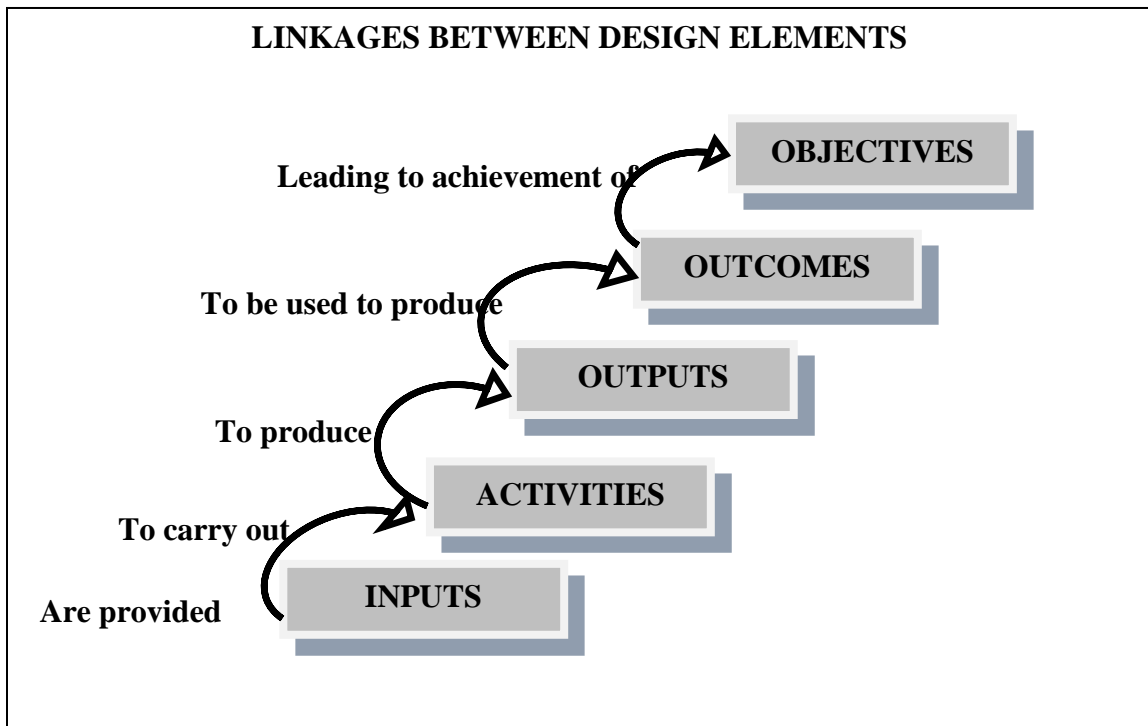 LINKAGES BETWEEN DESIGN ELEMENTS
OBJECTIVES
Leading to achievement of
OUTCOMES
To be used to produce
OUTPUTS
To produce
ACTIVITIES
To carry out
INPUTS
Are provided